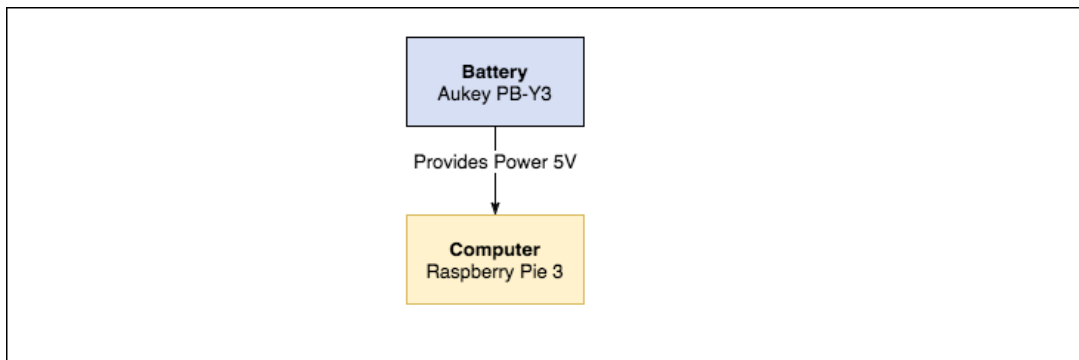 Battery
Aukey PB-Y3
Provides Power 5V
Computer
Raspberry Pie 3